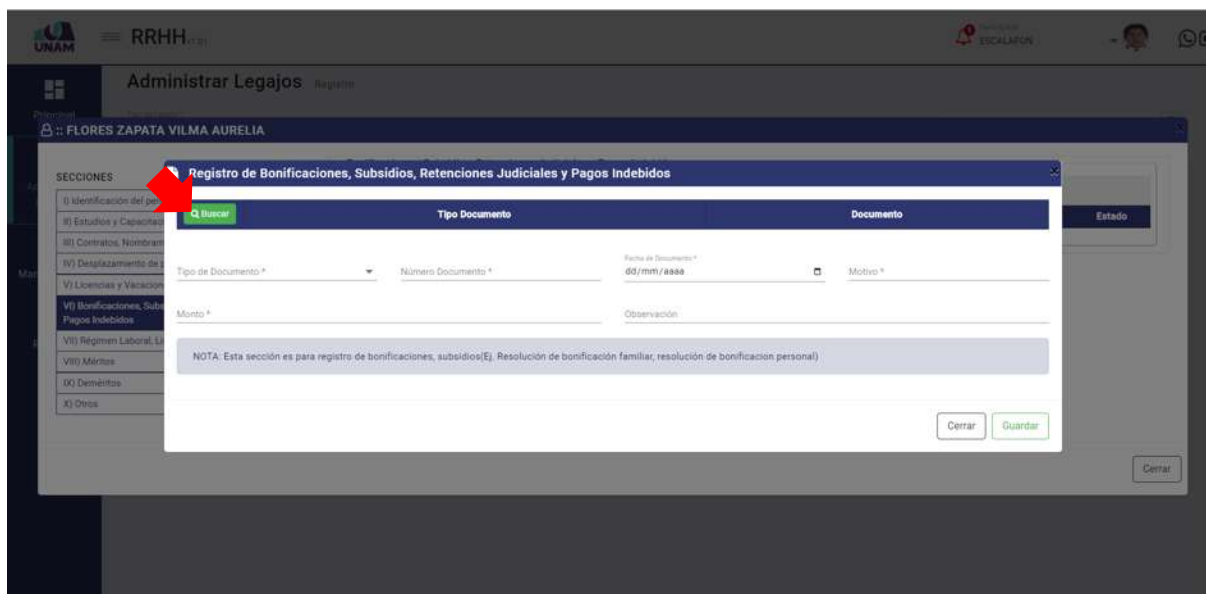 UNAM
RRHH
ESCALAFON
Administrar Legajos Registro
Principal
:: FLORES ZAPATA VILMA AURELIA
SECCIONES
I) Identificación del per
II) Estudios y Capacitac
III) Contratos, Nombram
IV) Desplazamiento de p
V) Licencias y Vacacion
VI) Bonificaciones, Subs
Pagos Indebidos
VII) Régimen Laboral, L
VIII) Méritos
IX) Deméritos
X) Otros
Registro de Bonificaciones, Subsidios, Retenciones Judiciales y Pagos Indebidos
Buscar
Tipo Documento
Documento
Estado
Tipo de Documento *
Número Documento *
Fecha de Documento *
dd/mm/aaaa
Motivo *
Monto *
Observación
NOTA: Esta sección es para registro de bonificaciones, subsidios(Ej. Resolución de bonificación familiar, resolución de bonificacion personal)
Cerrar
Guardar
Cerrar